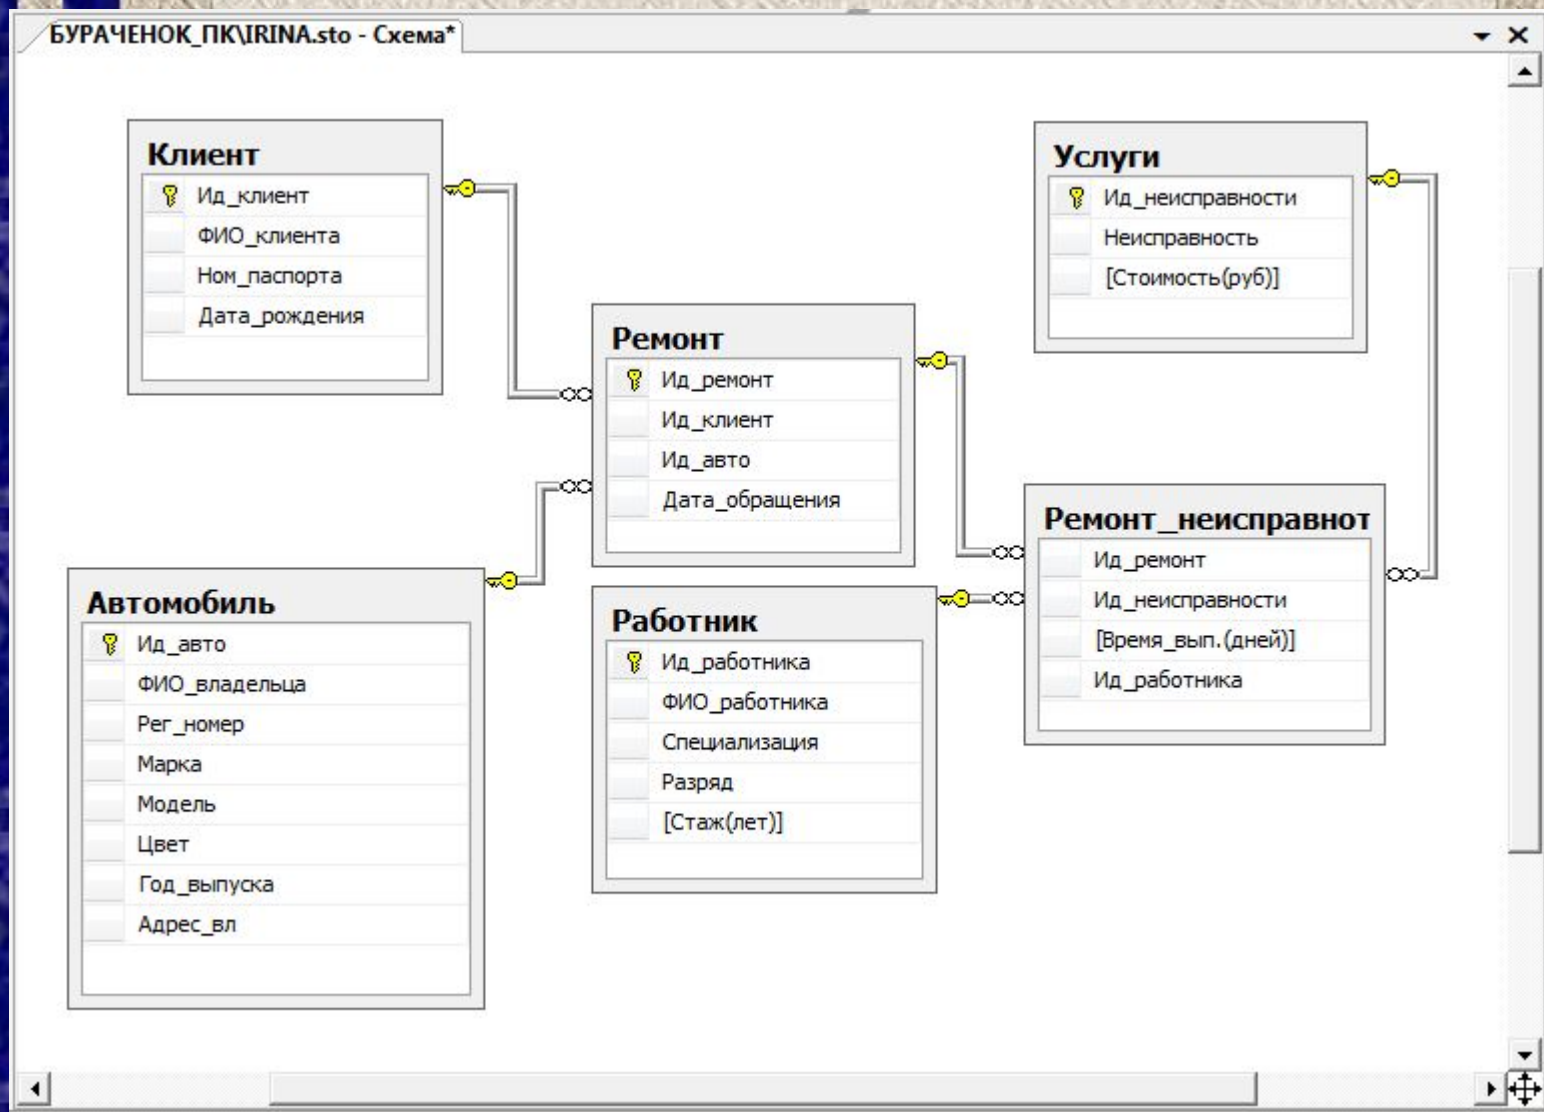 БУРАЧЕНОК_ПК\IRINA.sto - Схема*
Клиент
Ид_клиент
ФИО_клиента
Ном_паспорта
Дата_рождения
Услуги
Ид_неисправности
Неисправность
[Стоимость(руб)]
Ремонт
Ид_ремонт
Ид_клиент
Ид_авто
Дата_обращения
Ремонт_неисправнот
Ид_ремонт
Ид_неисправности
[Время_вып.(дней)]
Ид_работника
Автомобиль
Ид_авто
ФИО_владельца
Рег_номер
Марка
Модель
Цвет
Год_выпуска
Адрес_вл
Работник
Ид_работника
ФИО_работника
Специализация
Разряд
[Стаж(лет)]